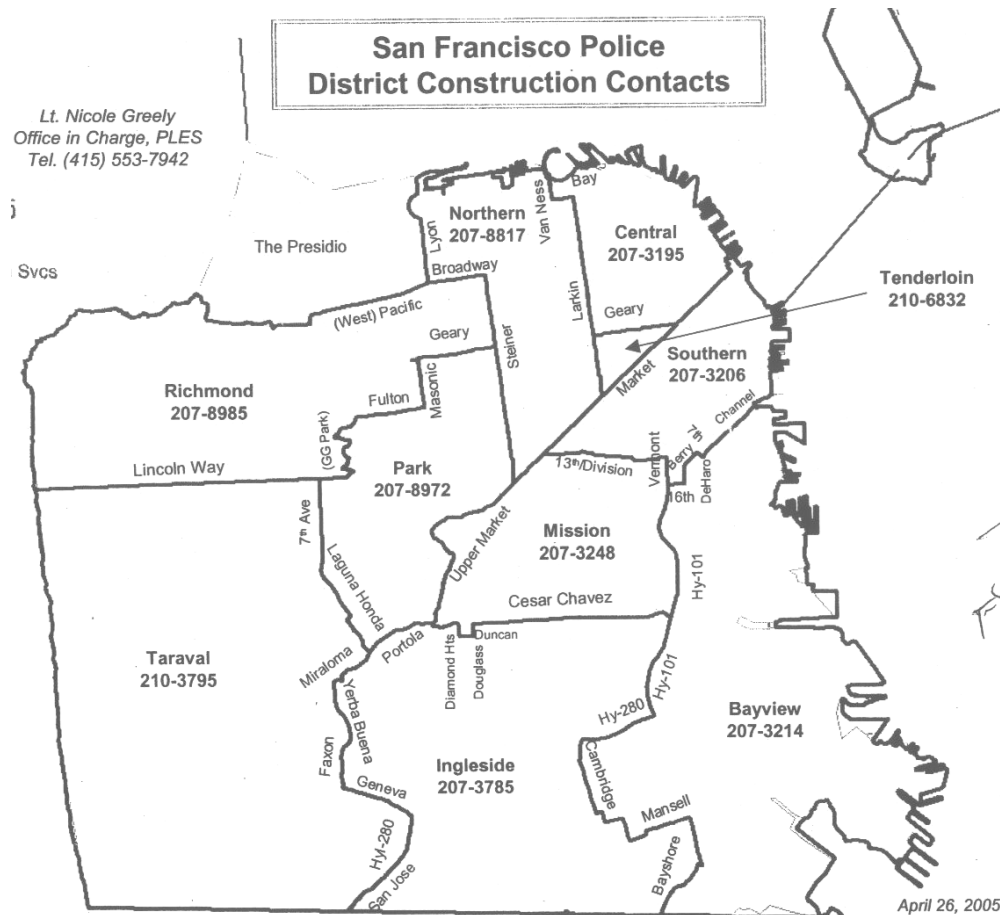 San Francisco Police
District Construction Contacts
Lt. Nicole Greely
Office in Charge, PLES
Tel. (415) 553-7942
Svcs
The Presidio
Northern
207-8817
Van Ness
Bay
Central
207-3195
Lyon
Broadway
Larkin
(West) Pacific
Geary
Geary
Steiner
Tenderloin
210-6832
Market
Southern
207-3206
Richmond
207-8985
Fulton
Masonic
(GG Park)
Lincoln Way
Park
207-8972
13th/Division
Vermont
Berry
7th
Channel
16th
DeHaro
7th Ave
Laguna Honda
Upper Market
Mission
207-3248
Hy-101
Cesar Chavez
Taraval
210-3795
Miraloma
Portola
Diamond Hts
Douglass
Duncan
Hy-101
Hy-280
Yerba Buena
Faxon
Geneva
Ingleside
207-3785
Cambridge
Mansell
Bayview
207-3214
Hyl-280
San Jose
Bayshore
April 26, 2005